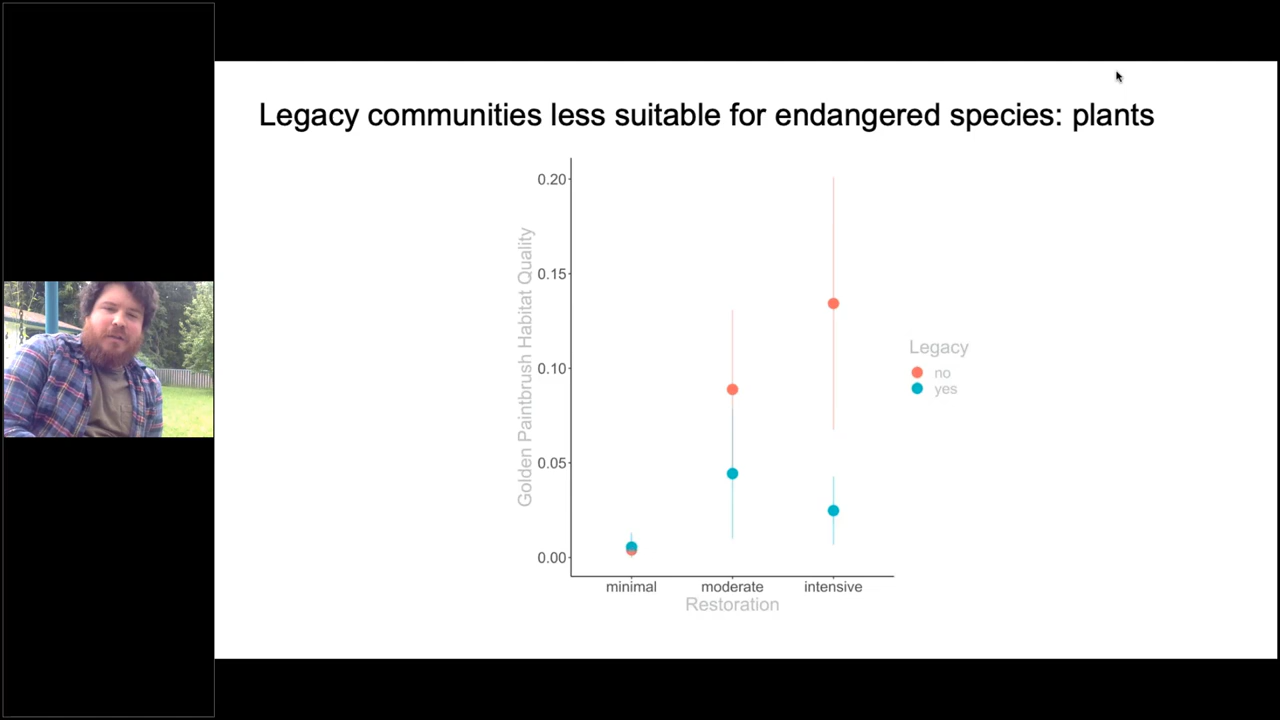 Legacy communities less suitable for endangered species: plants
0.20
0.15
0.10
0.05
0.00
Golden Paintbrush Habitat Quality
minimal
moderate
intensive
Restoration
Legacy
no
yes